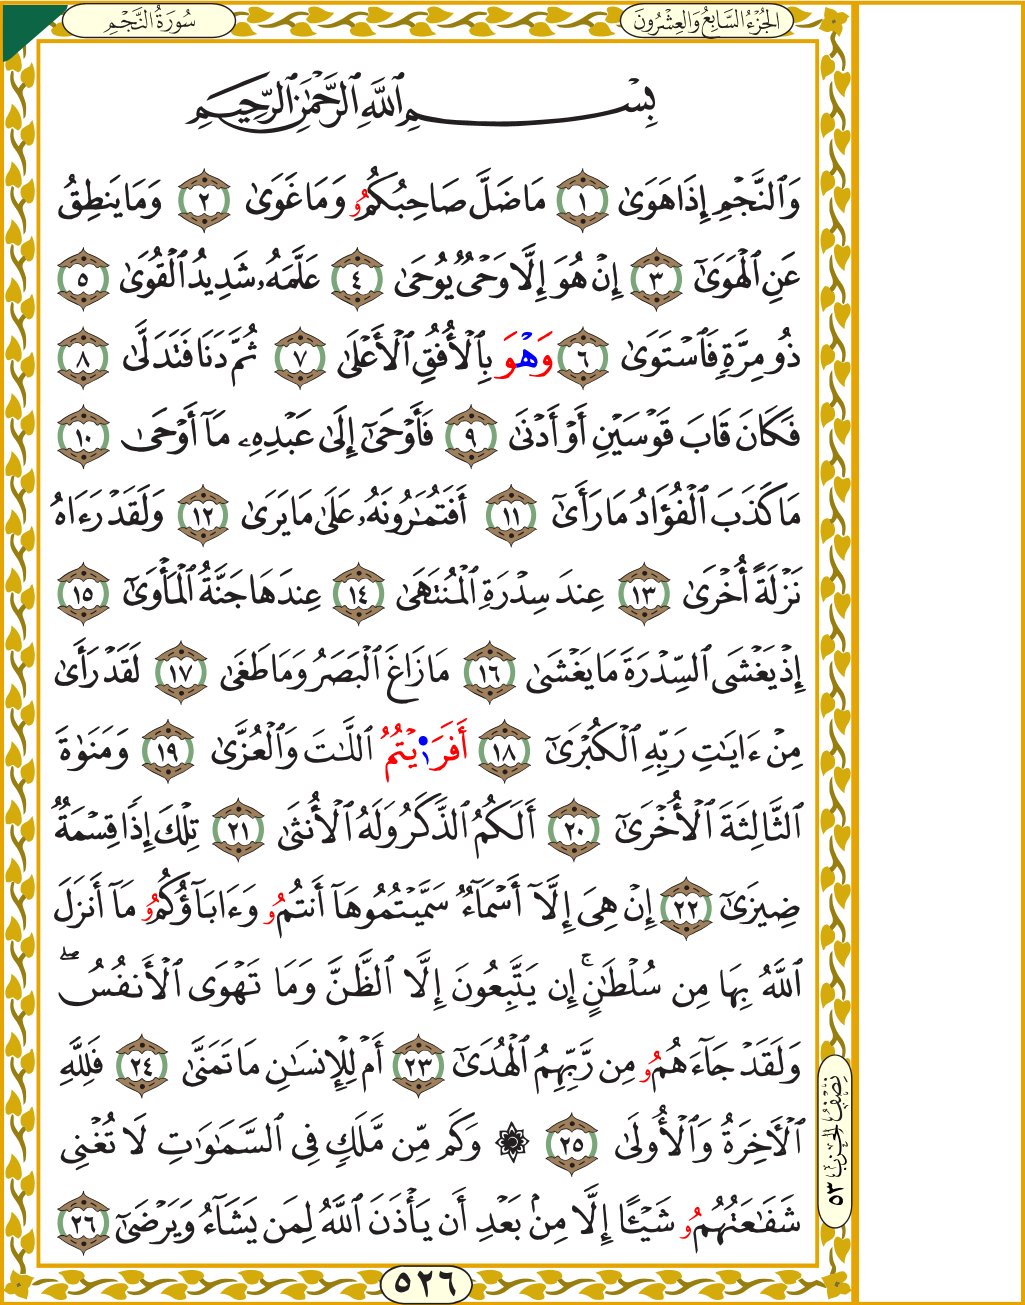 سُورَةُ النَّجْمِ
الجُزْءُ السَّابِعُ وَالعِشْرُونَ
بِسْمِ ٱللَّهِ ٱلرَّحْمَٰنِ ٱلرَّحِيمِ
وَٱلنَّجْمِ إِذَا هَوَىٰ ١ مَا ضَلَّ صَاحِبُكُمُۥ وَمَا غَوَىٰ ٢ وَمَا يَنطِقُ
عَنِ ٱلْهَوَىٰٓ ٣ إِنْ هُوَ إِلَّا وَحْىٌ يُوحَىٰ ٤ عَلَّمَهُۥ شَدِيدُ ٱلْقُوَىٰ ٥
ذُو مِرَّةٍ فَٱسْتَوَىٰ ٦ وَهْوَ بِٱلْأُفُقِ ٱلْأَعْلَىٰ ٧ ثُمَّ دَنَا فَتَدَلَّىٰ ٨
فَكَانَ قَابَ قَوْسَيْنِ أَوْ أَدْنَىٰ ٩ فَأَوْحَىٰٓ إِلَىٰ عَبْدِهِۦ مَآ أَوْحَىٰ ١٠
مَا كَذَبَ ٱلْفُؤَادُ مَا رَأَىٰٓ ١١ أَفَتُمَٰرُونَهُۥ عَلَىٰ مَا يَرَىٰ ١٢ وَلَقَدْ رَءَاهُ
نَزْلَةً أُخْرَىٰ ١٣ عِندَ سِدْرَةِ ٱلْمُنتَهَىٰ ١٤ عِندَهَا جَنَّةُ ٱلْمَأْوَىٰٓ ١٥
إِذْ يَغْشَى ٱلسِّدْرَةَ مَا يَغْشَىٰ ١٦ مَا زَاغَ ٱلْبَصَرُ وَمَا طَغَىٰ ١٧ لَقَدْ رَأَىٰ
مِنْ ءَايَٰتِ رَبِّهِ ٱلْكُبْرَىٰٓ ١٨ أَفَرَا۬يْتُمُ ٱللَّٰتَ وَٱلْعُزَّىٰ ١٩ وَمَنَوٰةَ
ٱلثَّالِثَةَ ٱلْأُخْرَىٰٓ ٢٠ أَلَكُمُ ٱلذَّكَرُ وَلَهُ ٱلْأُنثَىٰ ٢١ تِلْكَ إِذًا قِسْمَةٌ
ضِيزَىٰٓ ٢٢ إِنْ هِىَ إِلَّآ أَسْمَآءٌ سَمَّيْتُمُوهَآ أَنتُمُۥ وَءَابَآؤُكُمُۥ مَآ أَنزَلَ
ٱللَّهُ بِهَا مِن سُلْطَٰنٍ ۚ إِن يَتَّبِعُونَ إِلَّا ٱلظَّنَّ وَمَا تَهْوَى ٱلْأَنفُسُ ۖ
وَلَقَدْ جَآءَهُمُۥ مِن رَّبِّهِمُ ٱلْهُدَىٰٓ ٢٣ أَمْ لِلْإِنسَٰنِ مَا تَمَنَّىٰ ٢٤ فَلِلَّهِ
ٱلْأٓخِرَةُ وَٱلْأُولَىٰ ٢٥ ۞ وَكَم مِّن مَّلَكٍ فِى ٱلسَّمَٰوَٰتِ لَا تُغْنِى
شَفَٰعَتُهُمُۥ شَيْـًٔا إِلَّا مِنۢ بَعْدِ أَن يَأْذَنَ ٱللَّهُ لِمَن يَشَآءُ وَيَرْضَىٰٓ ٢٦
نِصْفُ الحِزْبِ ٥٣
٥٢٦